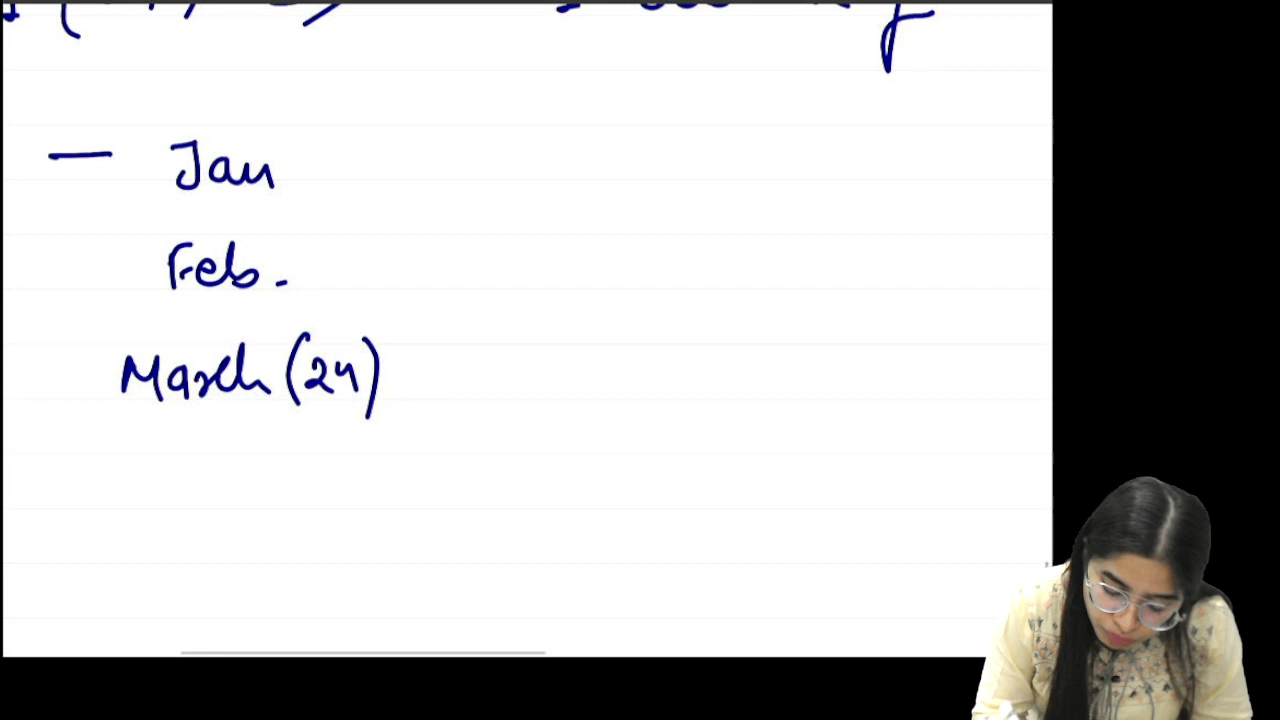 — Jan
Feb.
March (24)